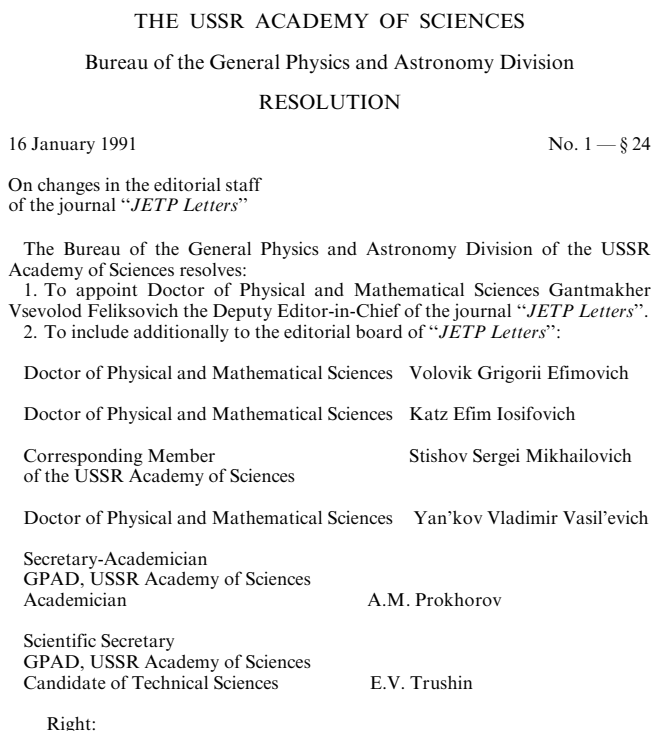 THE USSR ACADEMY OF SCIENCES
Bureau of the General Physics and Astronomy Division
RESOLUTION
16 January 1991 No. 1 — § 24
On changes in the editorial staff
of the journal “JETP Letters”
The Bureau of the General Physics and Astronomy Division of the USSR
Academy of Sciences resolves:
1. To appoint Doctor of Physical and Mathematical Sciences Gantmakher
Vsevolod Feliksovich the Deputy Editor-in-Chief of the journal “JETP Letters”.
2. To include additionally to the editorial board of “JETP Letters”:
Doctor of Physical and Mathematical Sciences Volovik Grigorii Efimovich
Doctor of Physical and Mathematical Sciences Katz Efim Iosifovich
Corresponding Member Stishov Sergei Mikhailovich
of the USSR Academy of Sciences
Doctor of Physical and Mathematical Sciences Yan'kov Vladimir Vasil'evich
Secretary-Academician
GPAD, USSR Academy of Sciences
Academician A.M. Prokhorov
Scientific Secretary
GPAD, USSR Academy of Sciences
Candidate of Technical Sciences E.V. Trushin
Right: